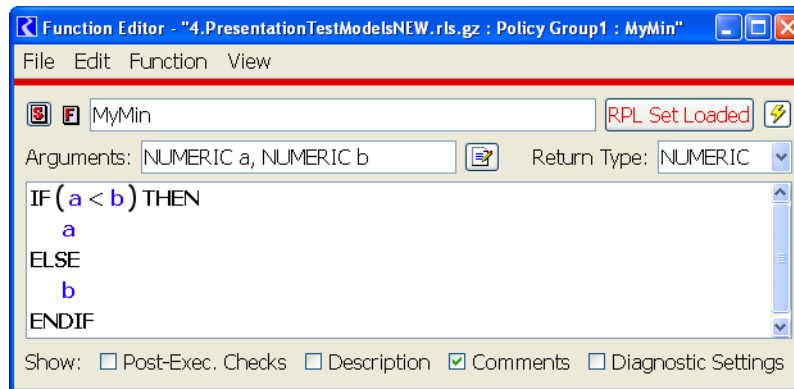 Function Editor - "4.PresentationTestModelsNEW.rls.gz : Policy Group1 : MyMin"
File Edit Function View
S F MyMin RPL Set Loaded
Arguments: NUMERIC a, NUMERIC b Return Type: NUMERIC
IF ( a < b ) THEN
a
ELSE
b
ENDIF
Show: Post-Exec. Checks Description Comments Diagnostic Settings